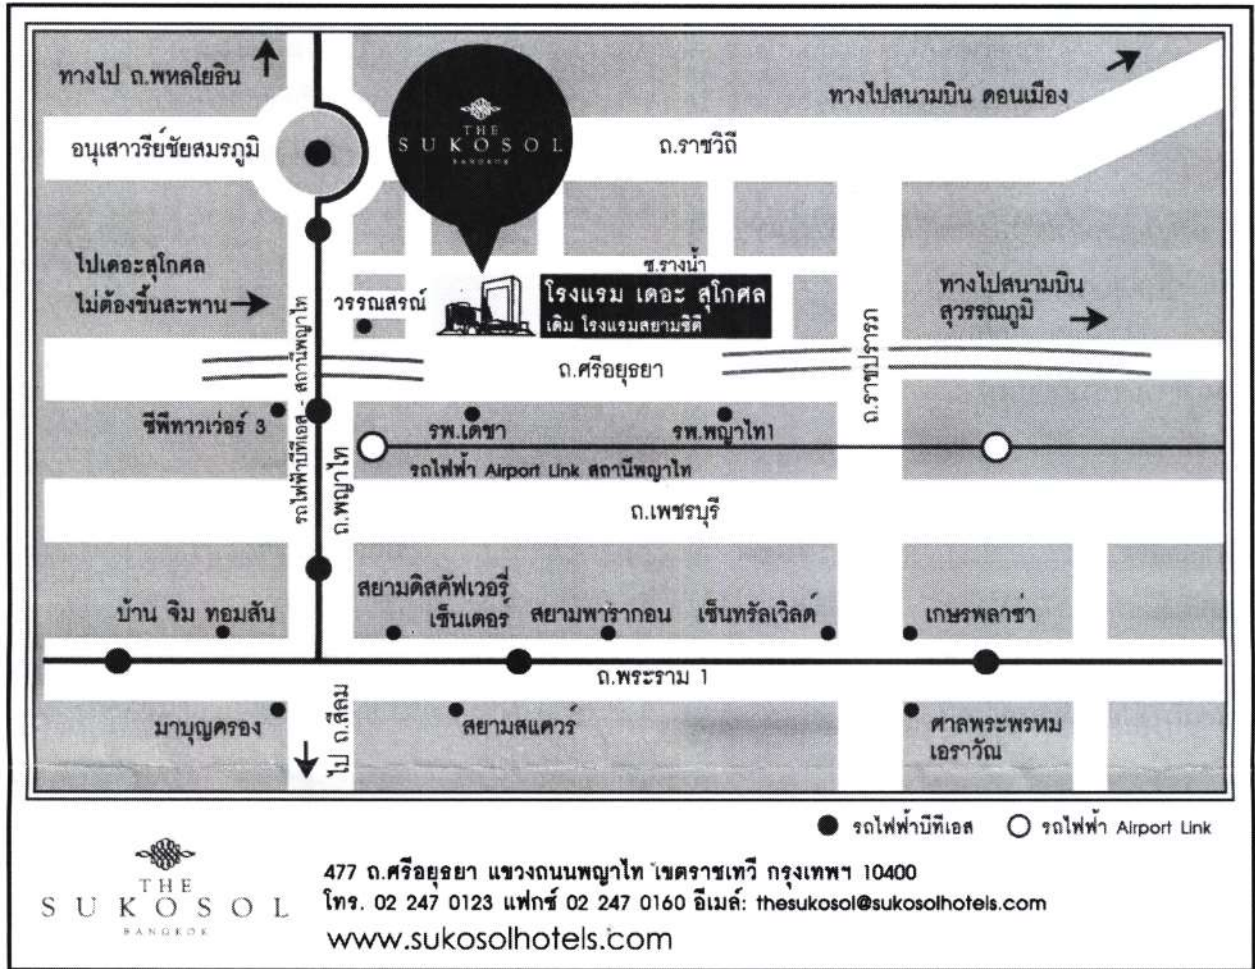 ทางไป ถ.พหลโยธิน
THE
SUKOSOL
BANGKOK
ทางไปสนามบิน ดอนเมือง
อนุเสาวรีย์ชัยสมรภูมิ
ถ.ราชวิถี
ไปเดอะสุโกศล
ไม่ต้องขึ้นสะพาน
วรรณสรณ์
ซ.รางน้ำ
โรงแรม เดอะ สุโกศล
เดิม โรงแรมสยามซิตี
ทางไปสนามบิน
สุวรรณภูมิ
รถไฟฟ้าบีทีเอส - สถานีพญาไท
ถ.ศรีอยุธยา
ถ.ราชปรารภ
ซีพีทาวเว่อร์ 3
รพ.เดชา
รพ.พญาไท1
รถไฟฟ้า Airport Link สถานีพญาไท
ถ.พญาไท
ถ.เพชรบุรี
บ้าน จิม ทอมสัน
สยามดิสคัฟเวอรี่
เซ็นเตอร์
สยามพารากอน
เซ็นทรัลเวิลด์
เกษรพลาซ่า
ถ.พระราม 1
มาบุญครอง
ไป ถ.สีลม
สยามสแควร์
ศาลพระพรหม
เอราวัณ
รถไฟฟ้าบีทีเอส
รถไฟฟ้า Airport Link
THE
SUKOSOL
BANGKOK
477 ถ.ศรีอยุธยา แขวงถนนพญาไท เขตราชเทวี กรุงเทพฯ 10400
โทร. 02 247 0123 แฟกซ์ 02 247 0160 อีเมล์: thesukosol@sukosolhotels.com
www.sukosolhotels.com